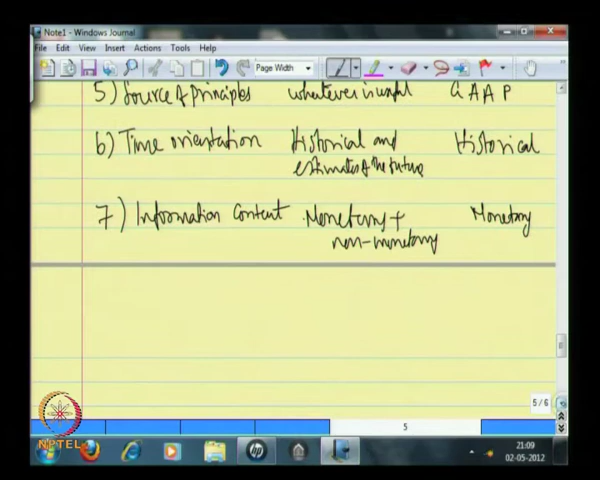 Note1 - Windows Journal
File Edit View Insert Actions Tools Help
Page Width
5) Source of principles whatever is useful GAAP
6) Time orientation Historical and Historical
estimates of the future
7) Information Content Monetary + Monetary
non-monetary
5/6
5
NPTEL
21:09
02-05-2012